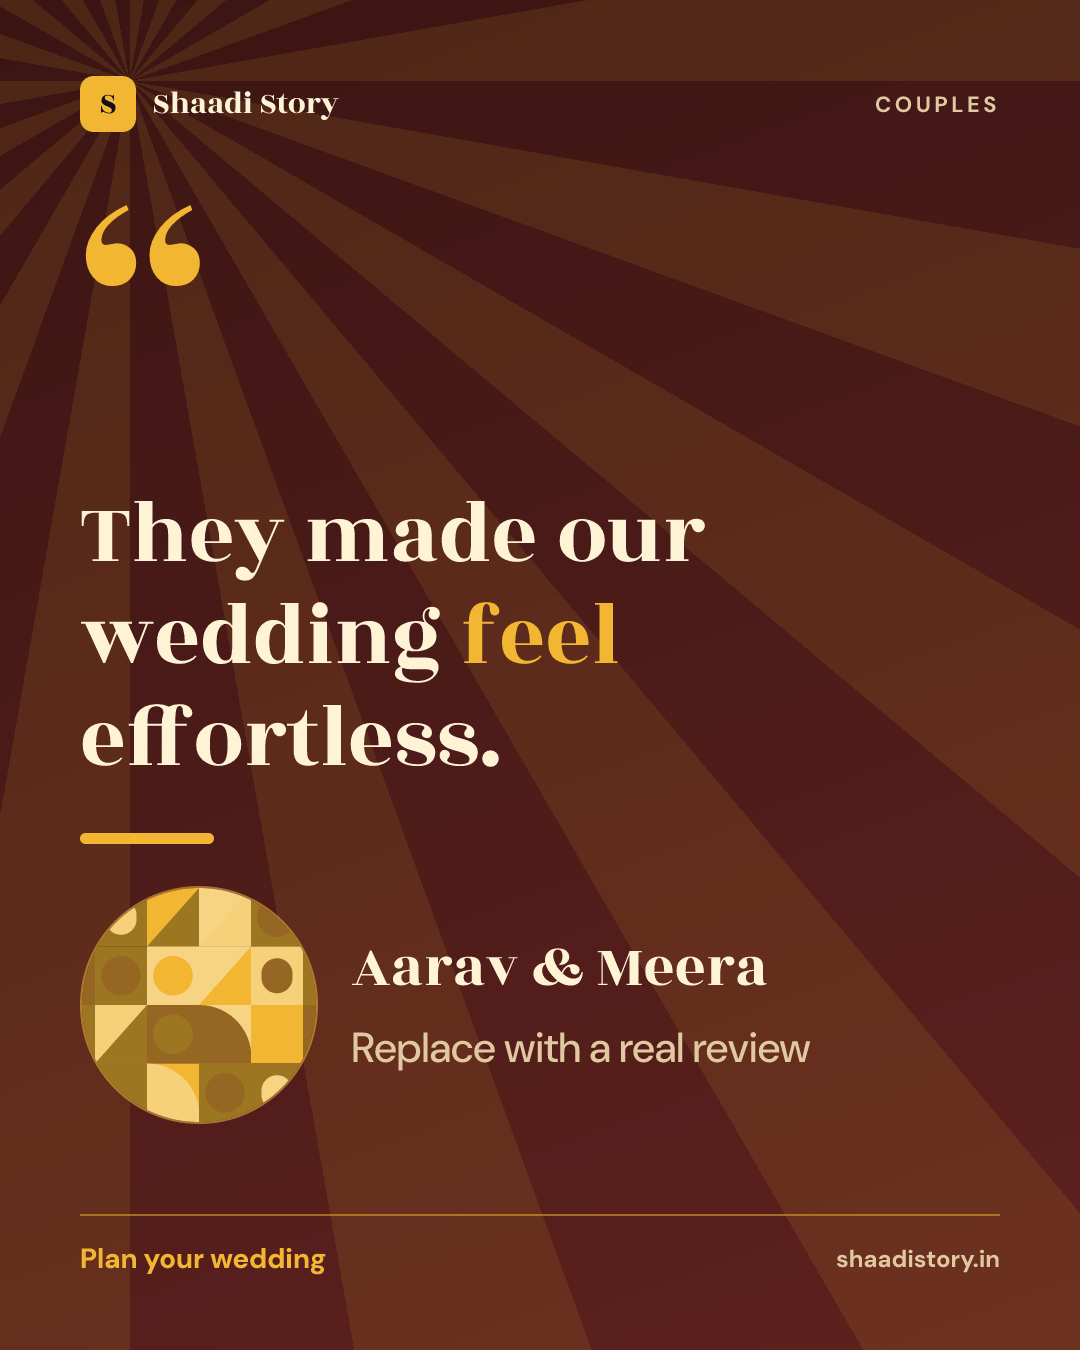 S Shaadi Story
COUPLES
“
They made our
wedding feel
effortless.
Aarav & Meera
Replace with a real review
Plan your wedding
shaadistory.in